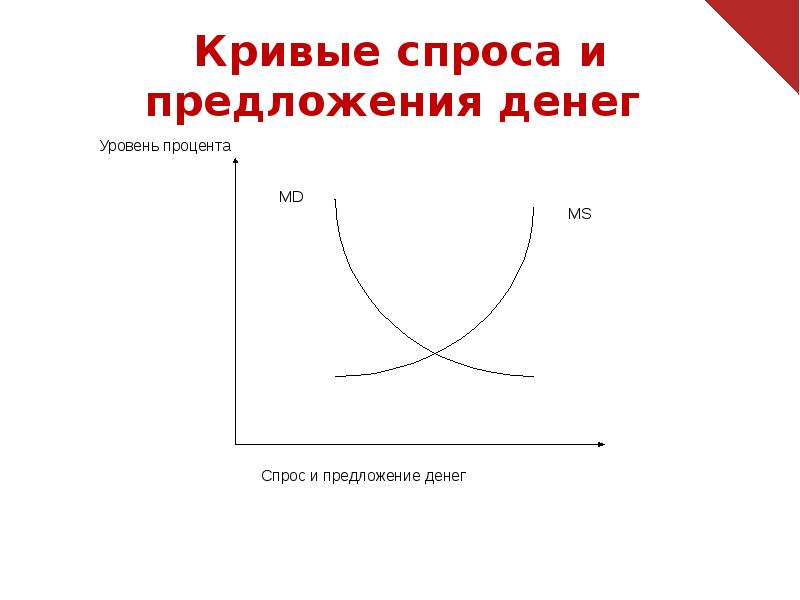 Кривые спроса и
предложения денег
Уровень процента
MD
MS
Спрос и предложение денег